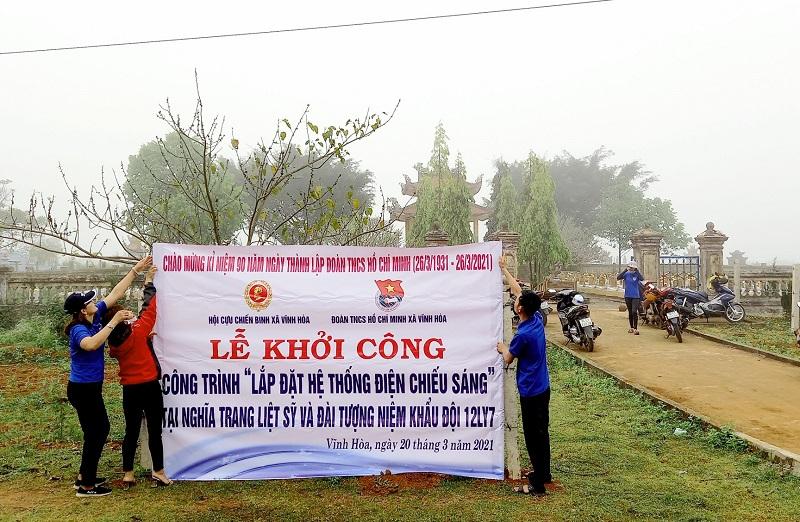 CHÀO MỪNG KỈ NIỆM 90 NĂM NGÀY THÀNH LẬP ĐOÀN TNCS HỒ CHÍ MINH (26/3/1931 - 26/3/2021)
HỘI CỰU CHIẾN BINH XÃ VĨNH HÒA ĐOÀN TNCS HỒ CHÍ MINH XÃ VĨNH HÒA
LỄ KHỞI CÔNG
CÔNG TRÌNH "LẮP ĐẶT HỆ THỐNG ĐIỆN CHIẾU SÁNG"
TẠI NGHĨA TRANG LIỆT SỸ VÀ ĐÀI TƯỢNG NIỆM KHẨU ĐỘI 12LY7
Vĩnh Hòa, ngày 20 tháng 3 năm 2021